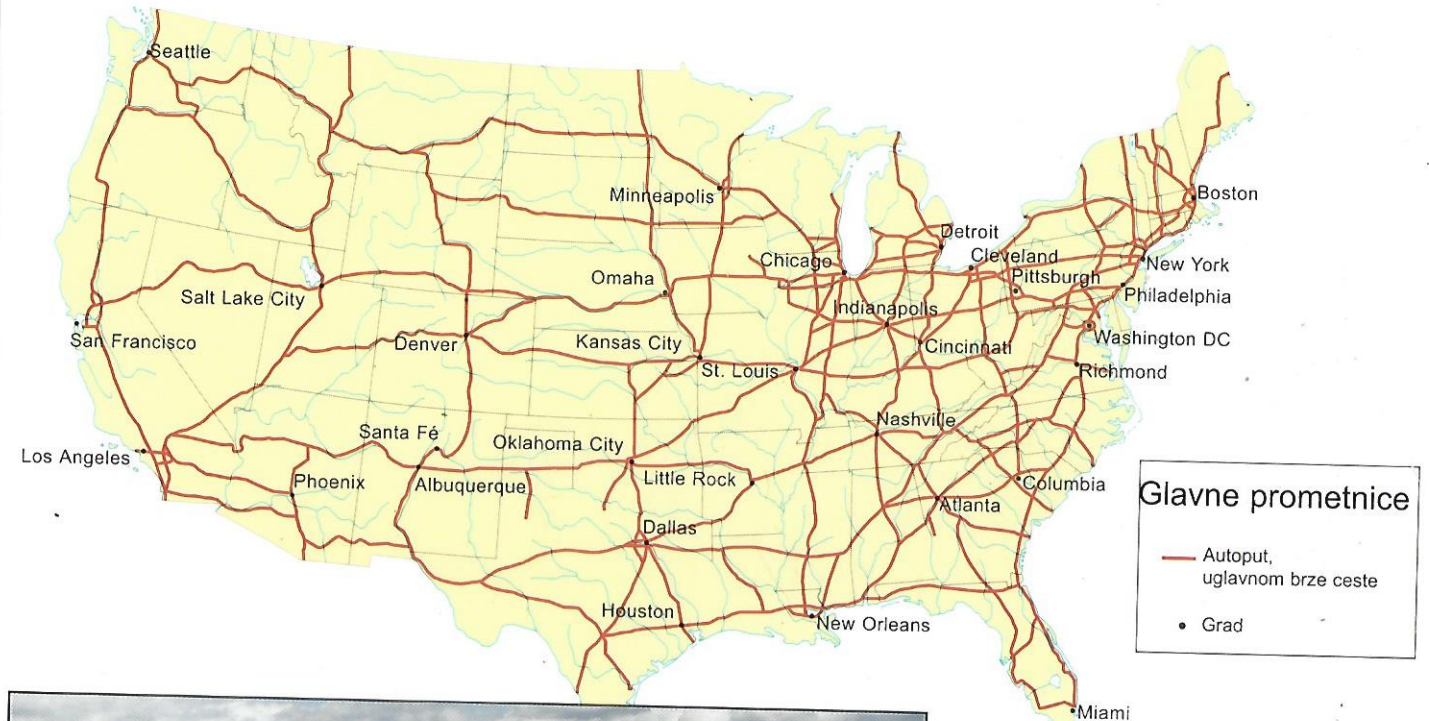 Seattle
Minneapolis
Boston
Detroit
Chicago
Cleveland
New York
Omaha
Pittsburgh
Salt Lake City
Philadelphia
Indianapolis
San Francisco
Denver
Kansas City
Washington DC
Cincinnati
St. Louis
Richmond
Nashville
Santa Fé
Oklahoma City
Los Angeles
Phoenix
Albuquerque
Little Rock
Columbia
Atlanta
Dallas
Houston
New Orleans
Miami
Glavne prometnice
Autoput,
uglavnom brze ceste
Grad